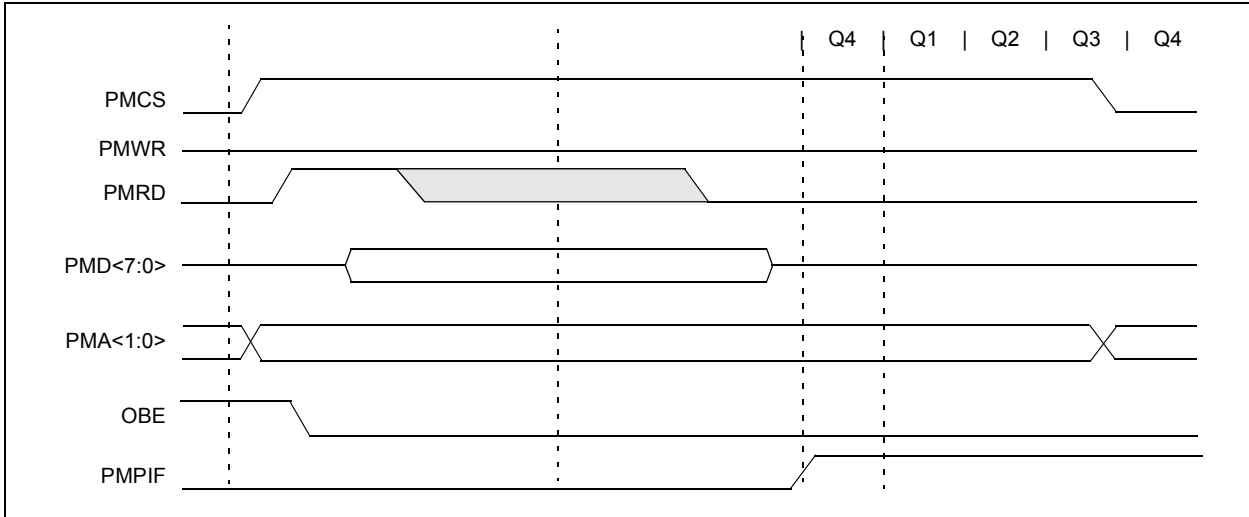 | Q4 | Q1 | Q2 | Q3 | Q4
PMCS
PMWR
PMRD
PMD<7:0>
PMA<1:0>
OBE
PMPIF